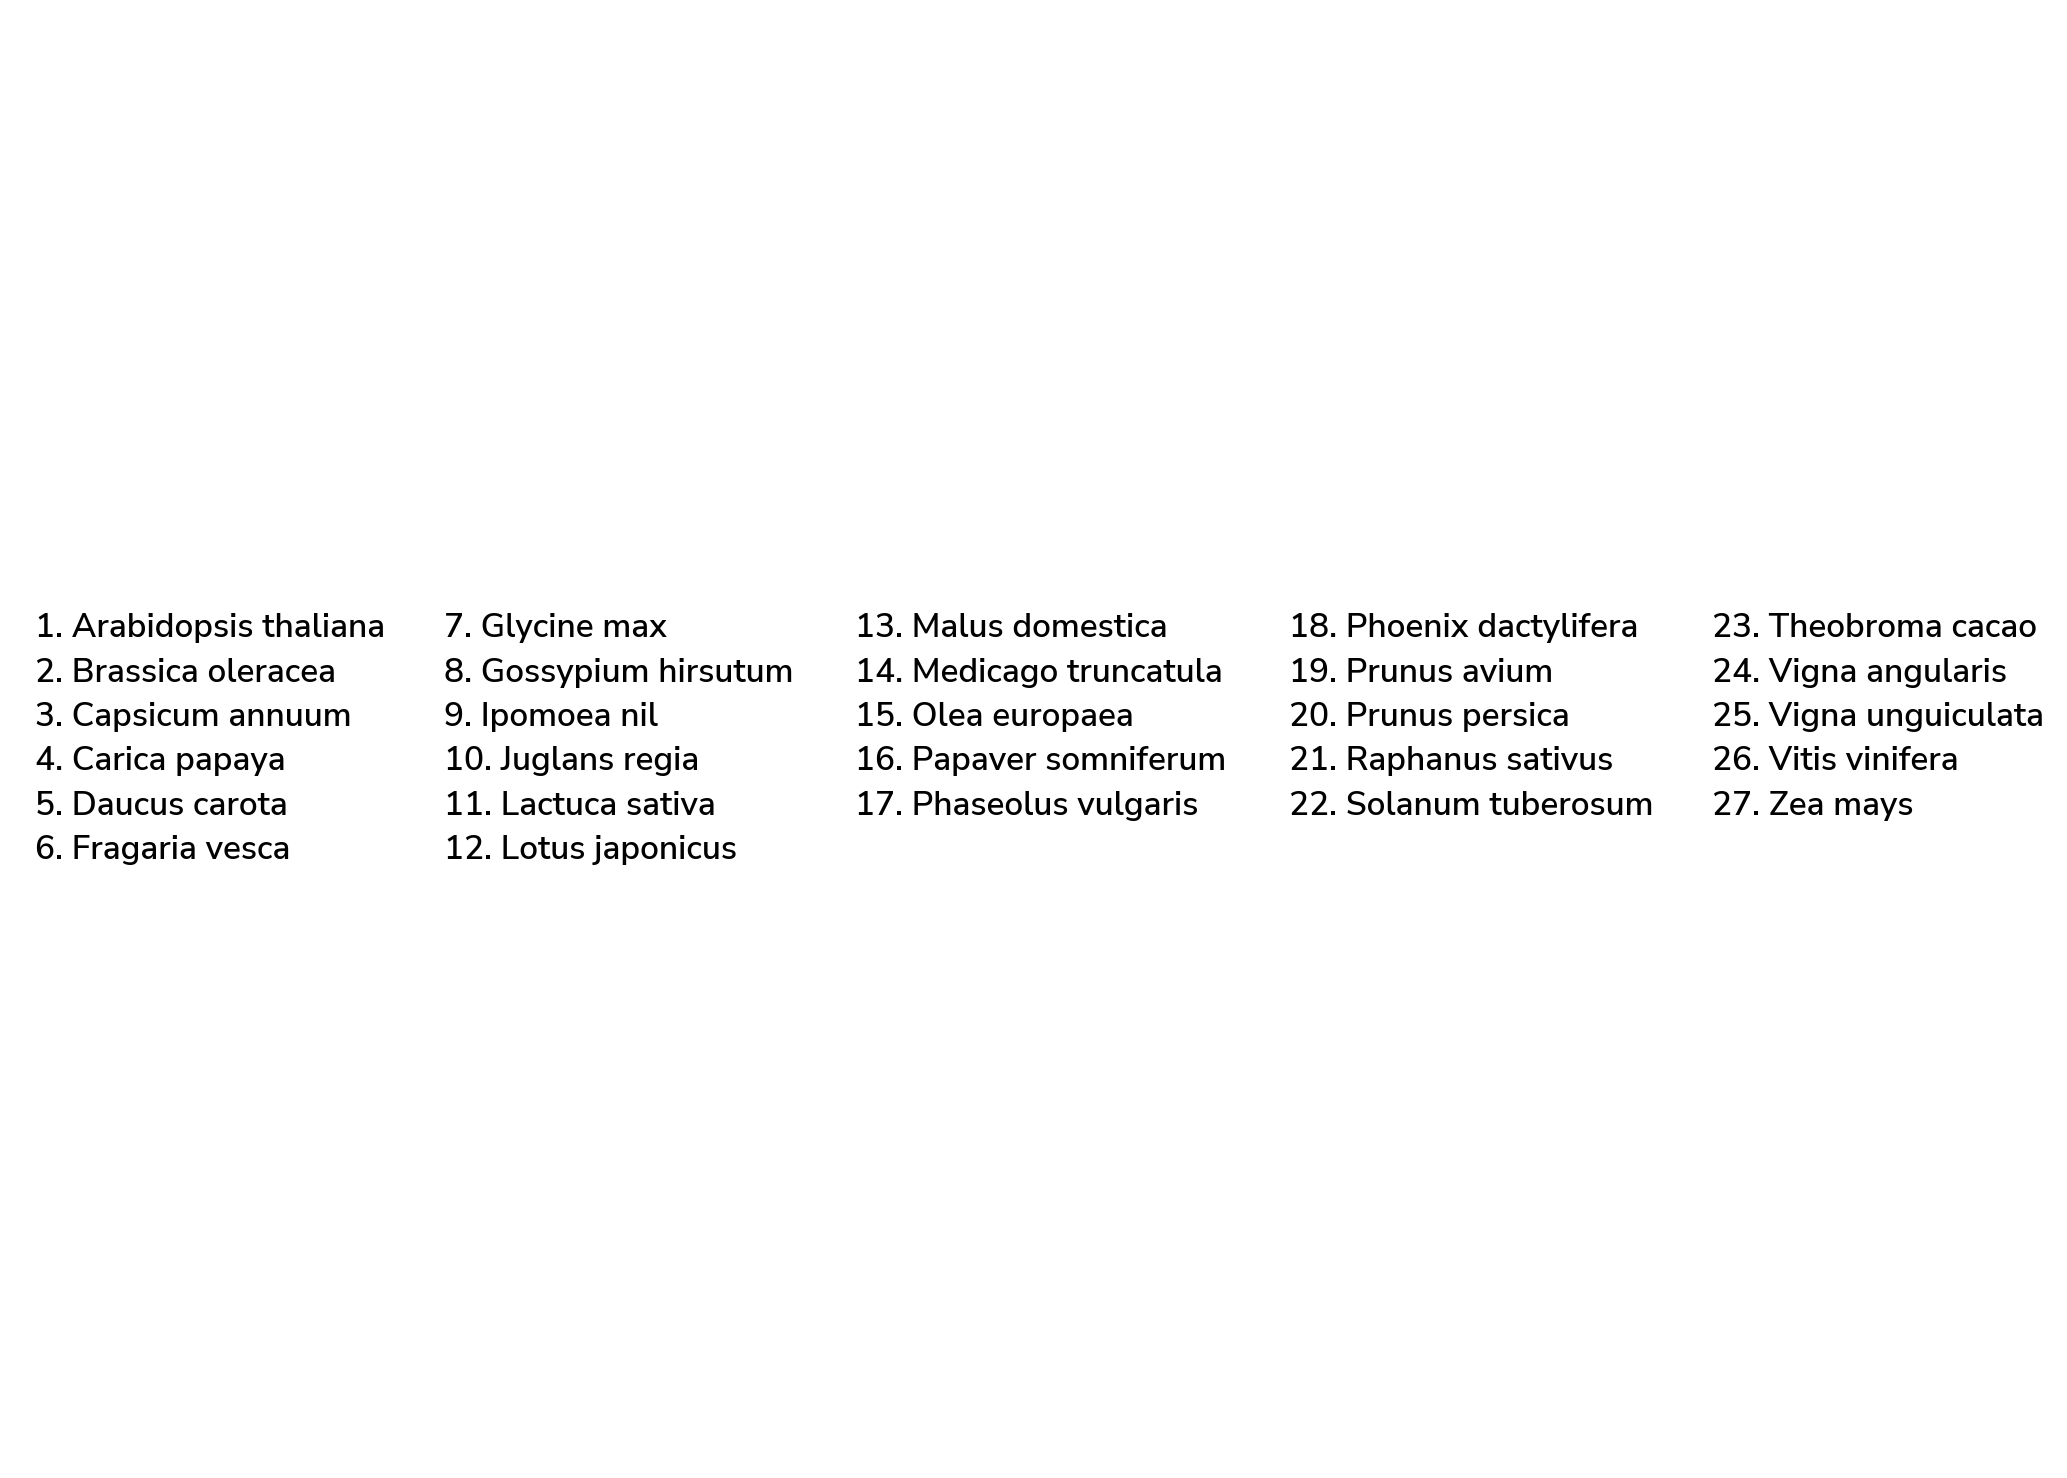 1. Arabidopsis thaliana
2. Brassica oleracea
3. Capsicum annuum
4. Carica papaya
5. Daucus carota
6. Fragaria vesca
7. Glycine max
8. Gossypium hirsutum
9. Ipomoea nil
10. Juglans regia
11. Lactuca sativa
12. Lotus japonicus
13. Malus domestica
14. Medicago truncatula
15. Olea europaea
16. Papaver somniferum
17. Phaseolus vulgaris
18. Phoenix dactylifera
19. Prunus avium
20. Prunus persica
21. Raphanus sativus
22. Solanum tuberosum
23. Theobroma cacao
24. Vigna angularis
25. Vigna unguiculata
26. Vitis vinifera
27. Zea mays